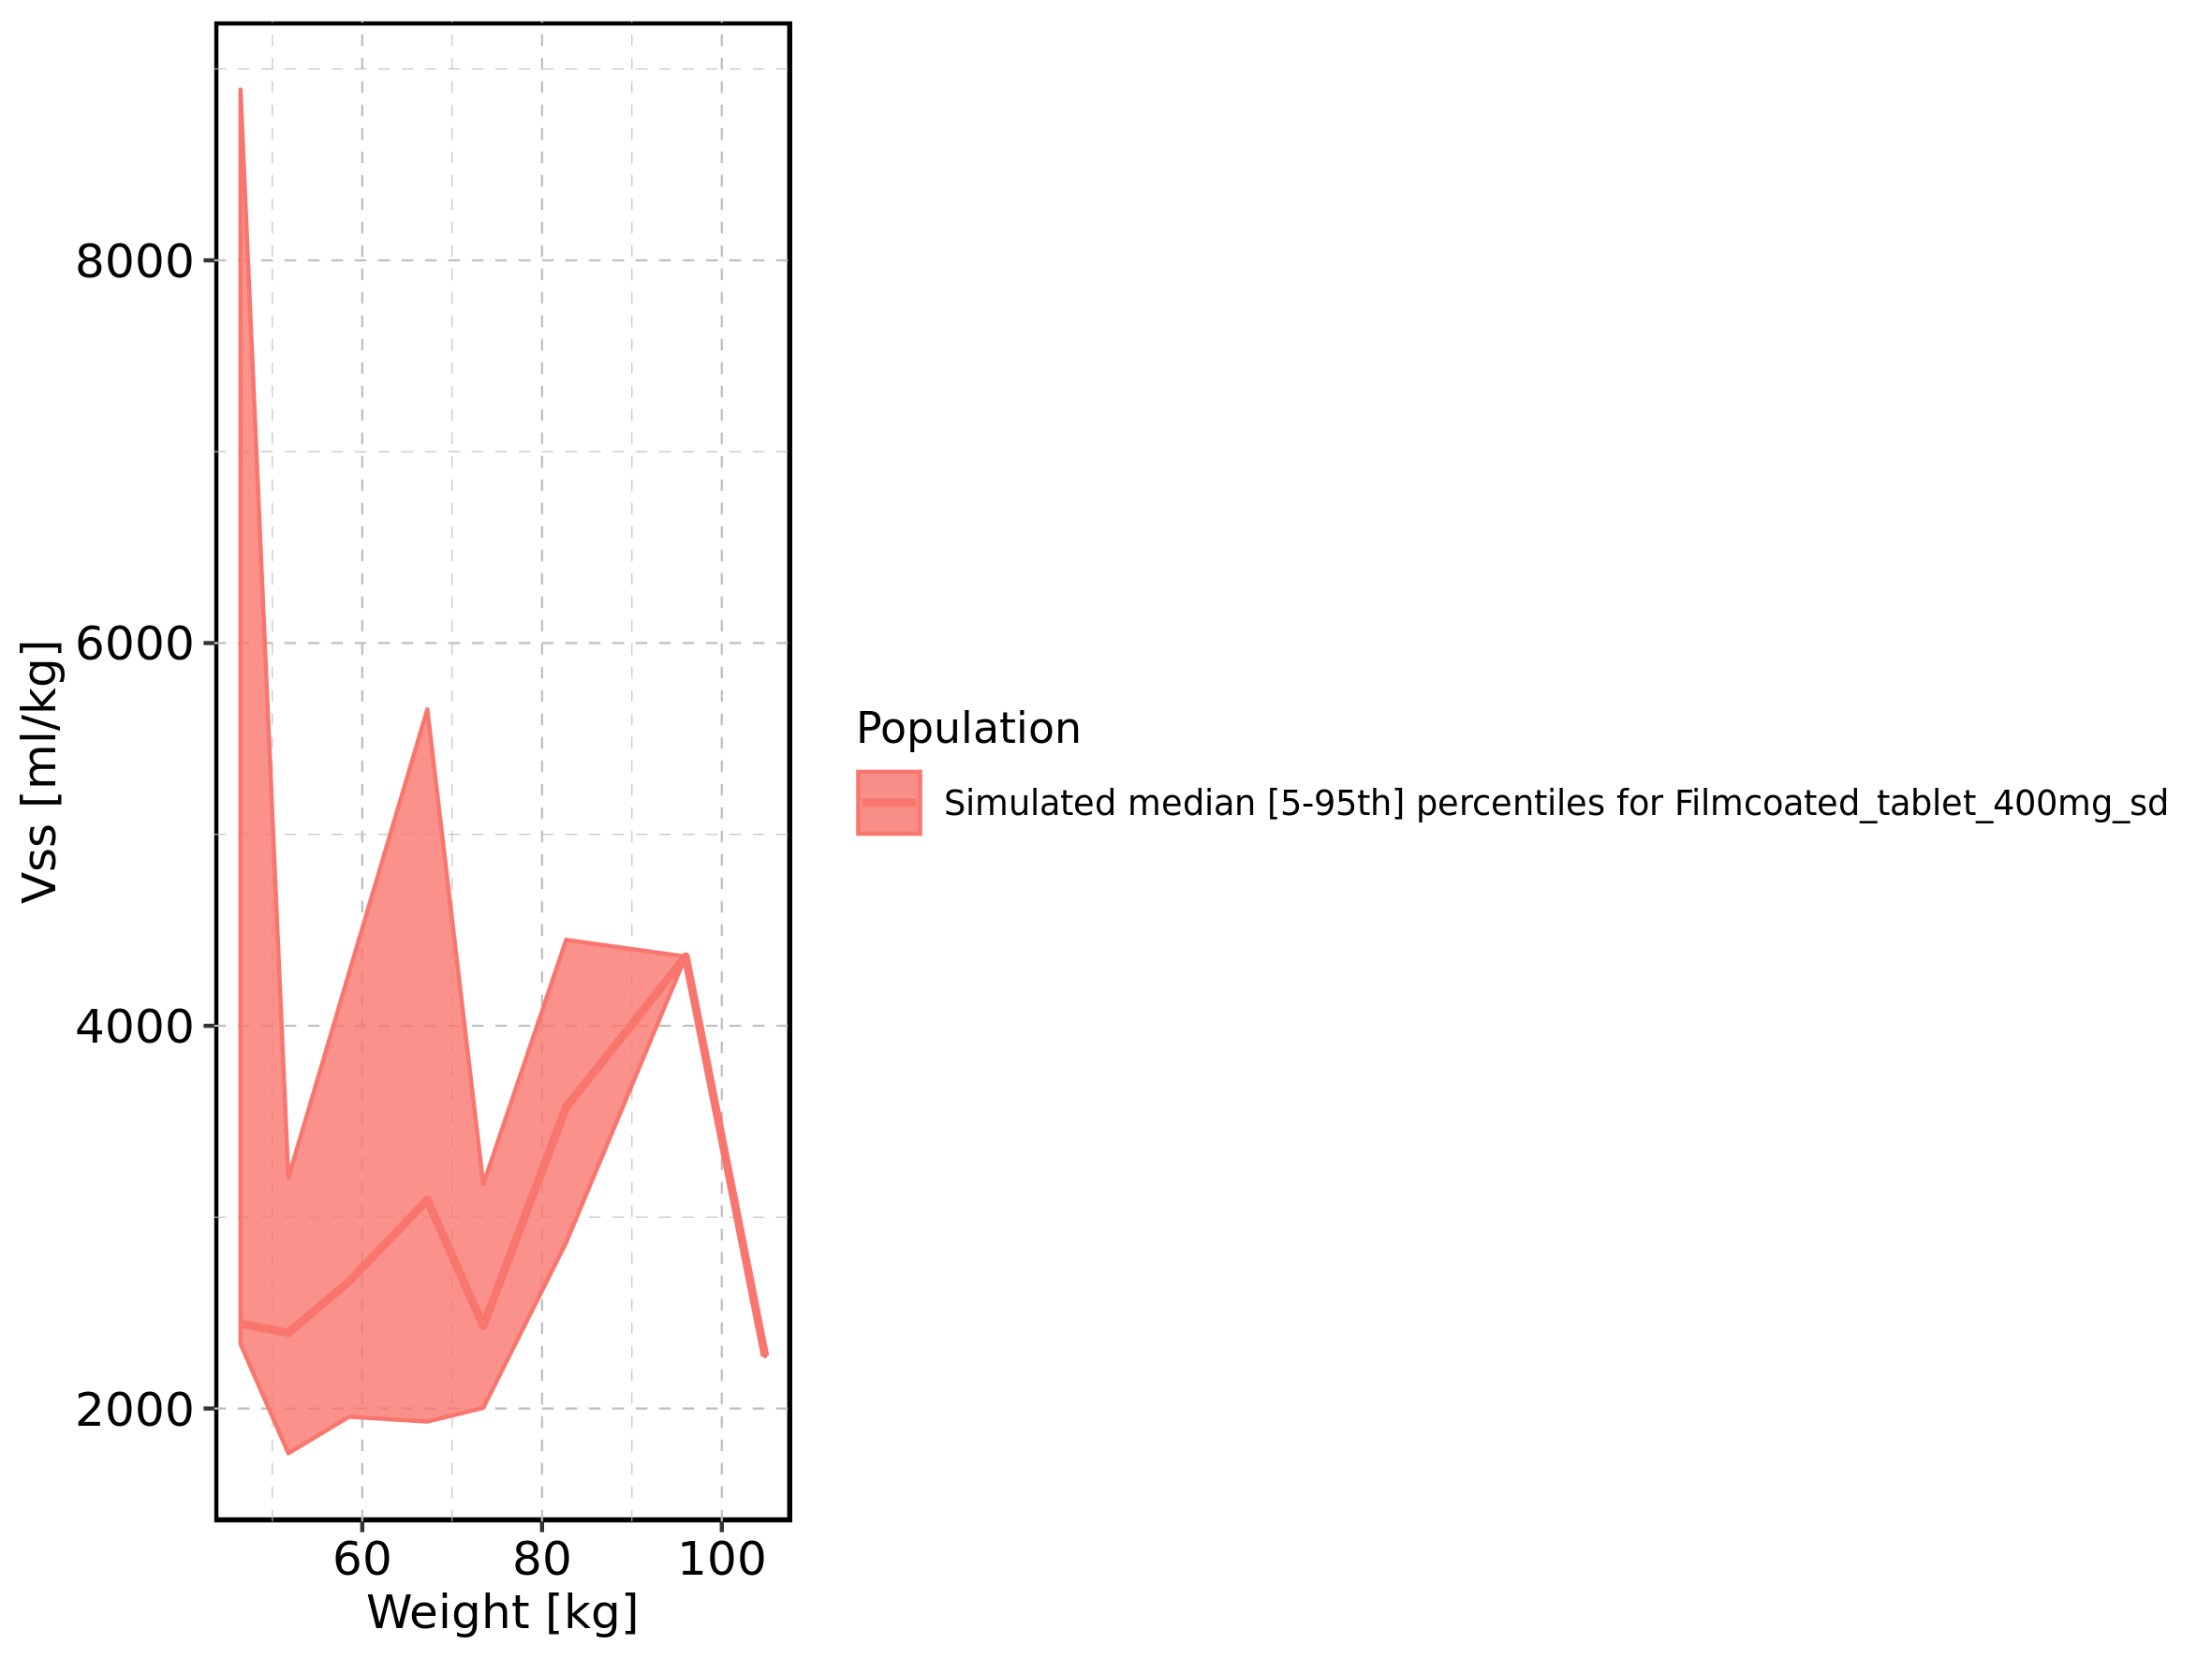 Vss [ml/kg]
8000
6000
4000
2000
60 80 100
Weight [kg]
Population
Simulated median [5-95th] percentiles for Filmcoated_tablet_400mg_sd